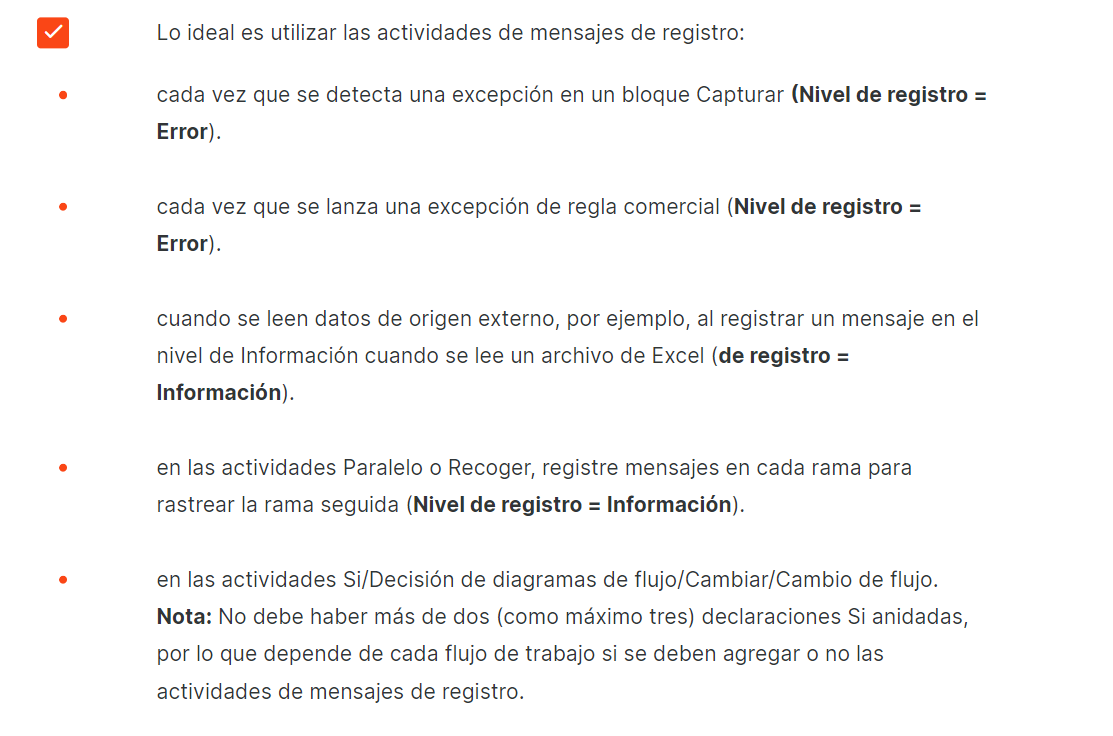 Lo ideal es utilizar las actividades de mensajes de registro:
cada vez que se detecta una excepción en un bloque Capturar (Nivel de registro =
Error).
cada vez que se lanza una excepción de regla comercial (Nivel de registro =
Error).
cuando se leen datos de origen externo, por ejemplo, al registrar un mensaje en el
nivel de Información cuando se lee un archivo de Excel (de registro =
Información).
en las actividades Paralelo o Recoger, registre mensajes en cada rama para
rastrear la rama seguida (Nivel de registro = Información).
en las actividades Si/Decisión de diagramas de flujo/Cambiar/Cambio de flujo.
Nota: No debe haber más de dos (como máximo tres) declaraciones Si anidadas,
por lo que depende de cada flujo de trabajo si se deben agregar o no las
actividades de mensajes de registro.